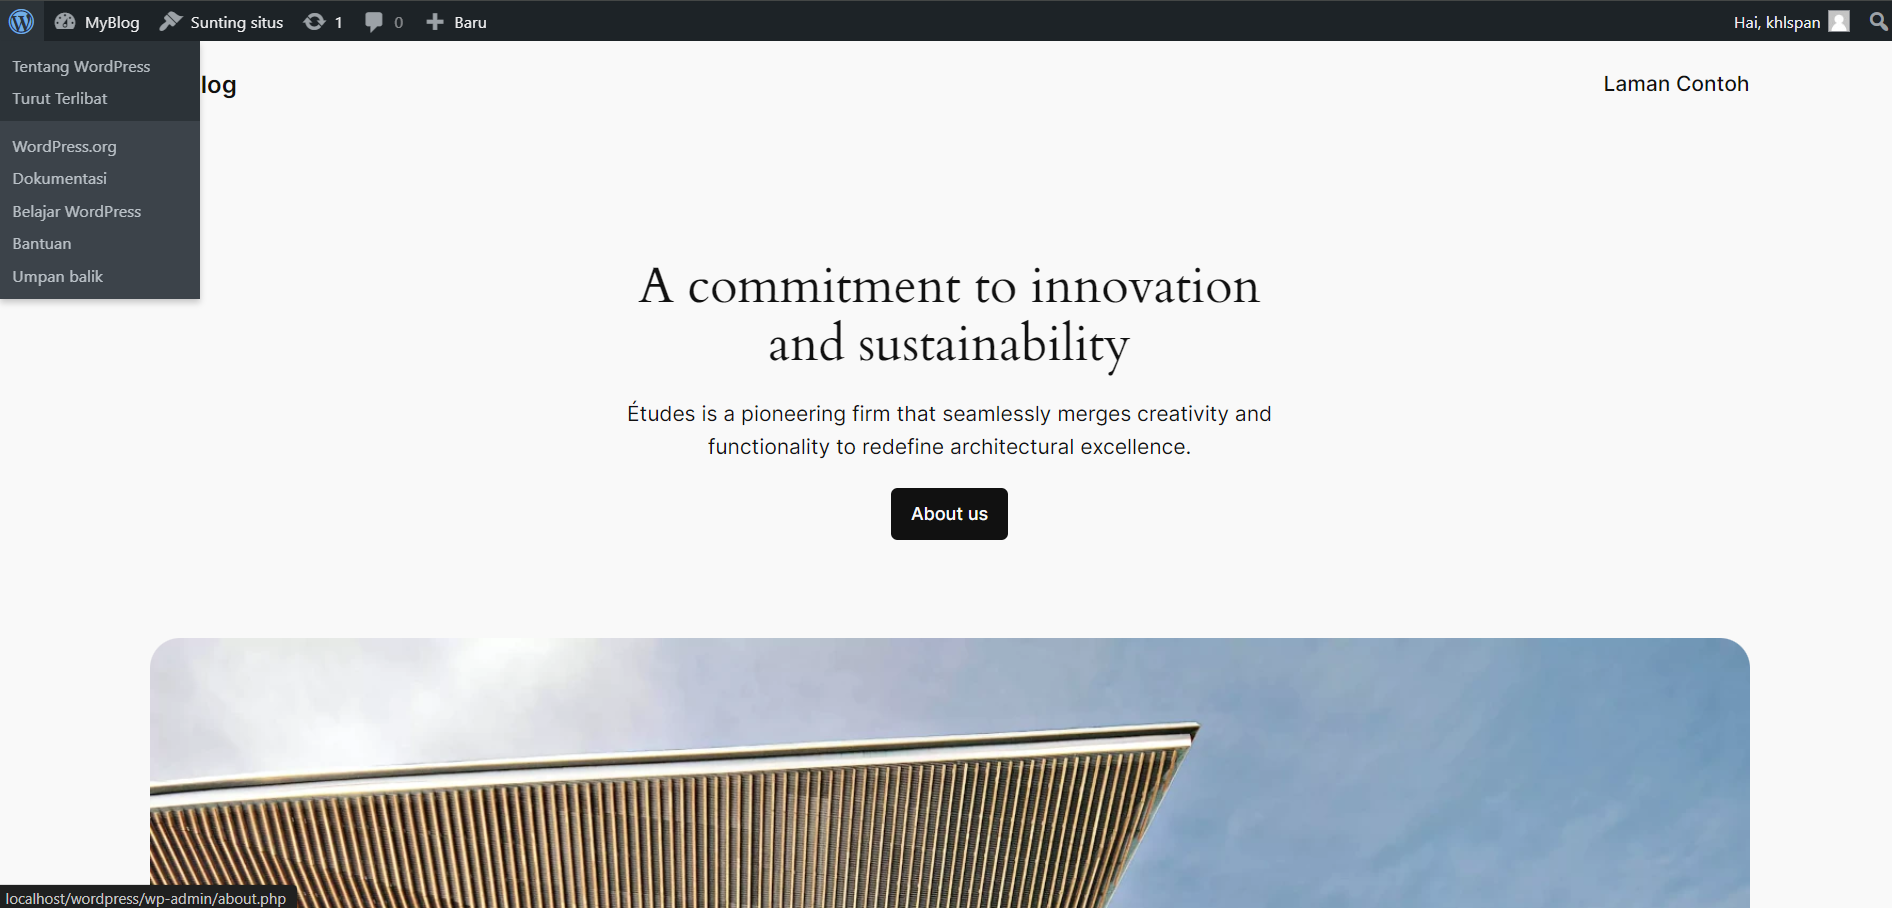 MyBlog Sunting situs 1 0 Baru Hai, khlspan
Tentang WordPress
Turut Terlibat
WordPress.org
Dokumentasi
Belajar WordPress
Bantuan
Umpan balik
log Laman Contoh
A commitment to innovation
and sustainability
Études is a pioneering firm that seamlessly merges creativity and
functionality to redefine architectural excellence.
About us
localhost/wordpress/wp-admin/about.php